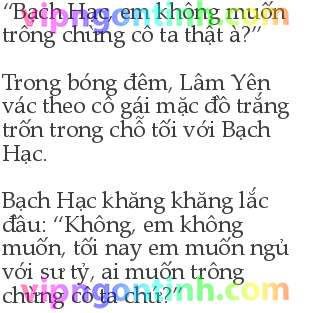 “Bạch Hạc, em không muốn
trông chừng cô ta thật à?”
vipngontinh.com
Trong bóng đêm, Lâm Yên
vác theo cô gái mặc đồ trắng
trốn trong chỗ tối với Bạch
Hạc.
Bạch Hạc khăng khăng lắc
đầu: “Không, em không
muốn, tối nay em muốn ngủ
với sư tỷ, ai muốn trông
chừng cô ta chứ?”
vipngontinh.com